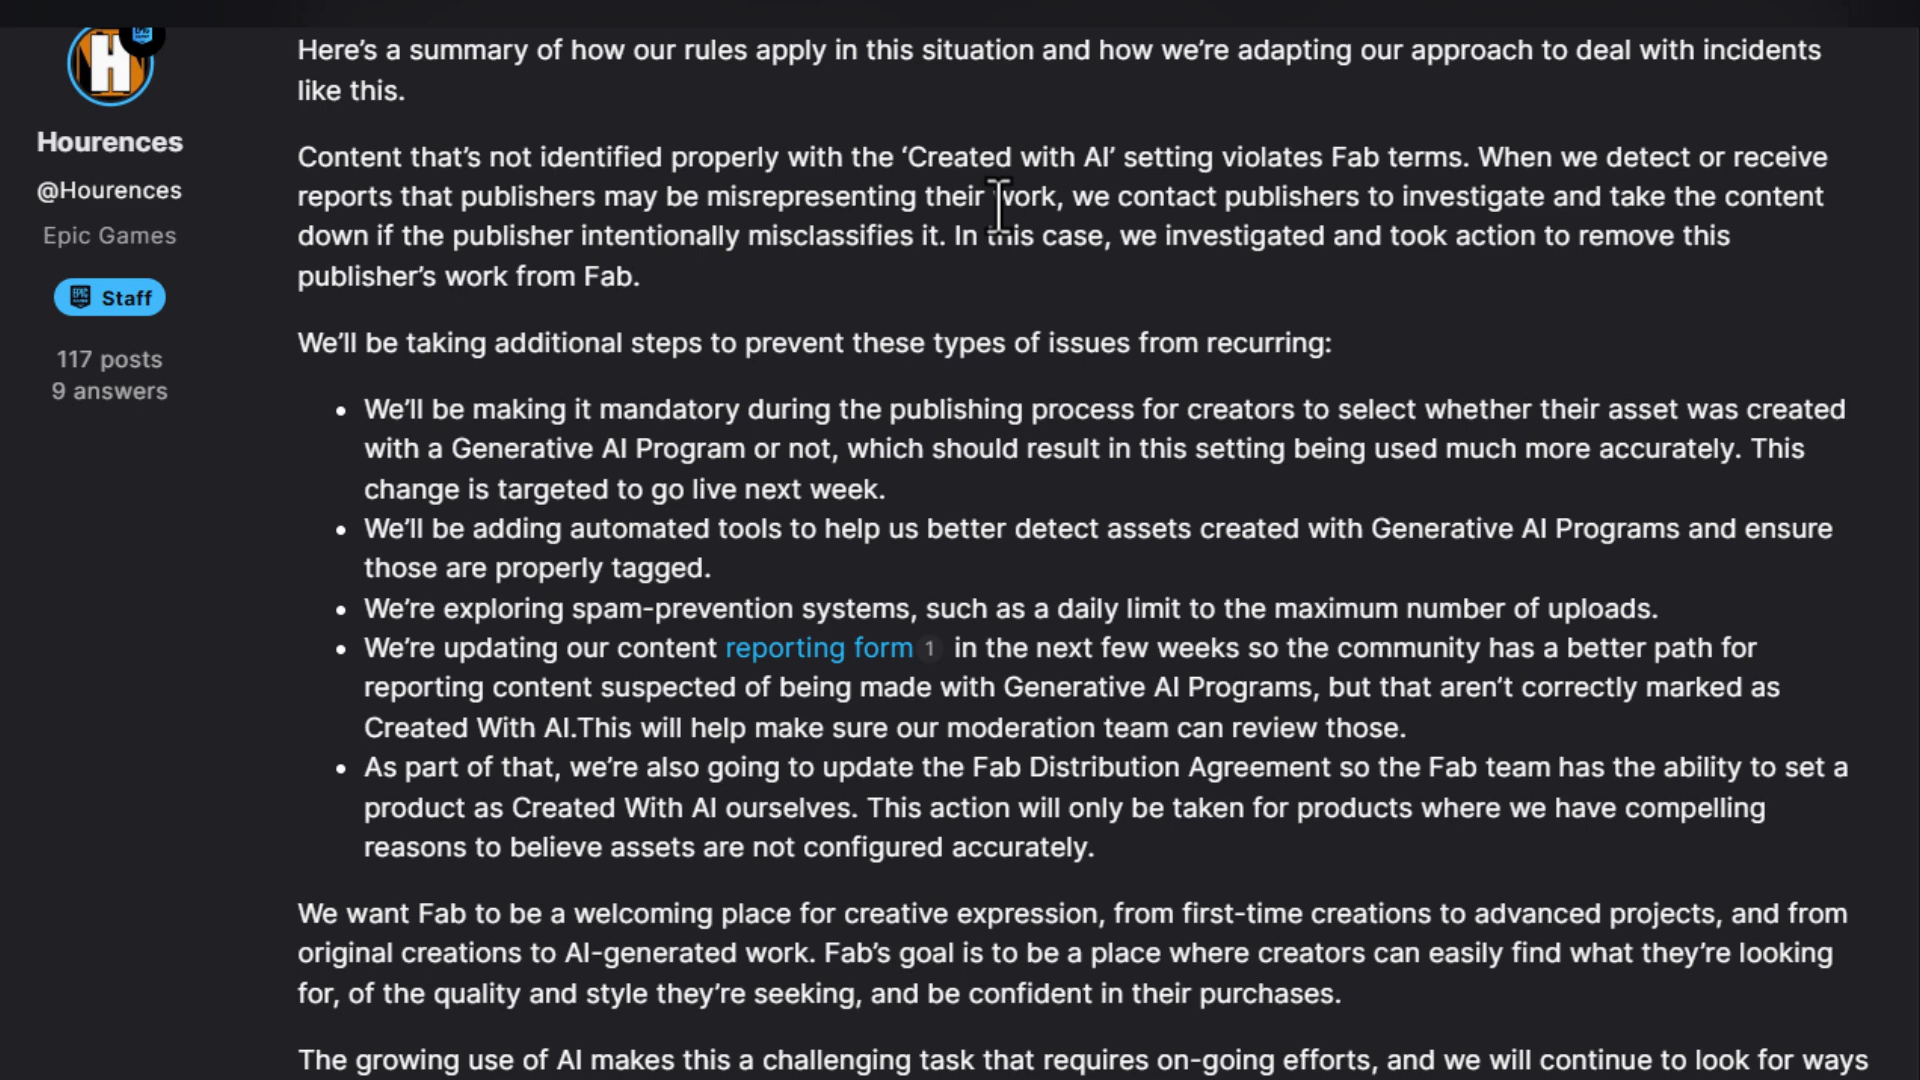 Here's a summary of how our rules apply in this situation and how we're adapting our approach to deal with incidents
like this.
Hourences
@Hourences
Epic Games
Staff
117 posts
9 answers
Content that's not identified properly with the 'Created with AI' setting violates Fab terms. When we detect or receive
reports that publishers may be misrepresenting their work, we contact publishers to investigate and take the content
down if the publisher intentionally misclassifies it. In this case, we investigated and took action to remove this
publisher's work from Fab.
We'll be taking additional steps to prevent these types of issues from recurring:
• We'll be making it mandatory during the publishing process for creators to select whether their asset was created
with a Generative AI Program or not, which should result in this setting being used much more accurately. This
change is targeted to go live next week.
• We'll be adding automated tools to help us better detect assets created with Generative AI Programs and ensure
those are properly tagged.
• We're exploring spam-prevention systems, such as a daily limit to the maximum number of uploads.
• We're updating our content reporting form 1 in the next few weeks so the community has a better path for
reporting content suspected of being made with Generative AI Programs, but that aren't correctly marked as
Created With AI.This will help make sure our moderation team can review those.
• As part of that, we're also going to update the Fab Distribution Agreement so the Fab team has the ability to set a
product as Created With AI ourselves. This action will only be taken for products where we have compelling
reasons to believe assets are not configured accurately.
We want Fab to be a welcoming place for creative expression, from first-time creations to advanced projects, and from
original creations to AI-generated work. Fab's goal is to be a place where creators can easily find what they're looking
for, of the quality and style they're seeking, and be confident in their purchases.
The growing use of AI makes this a challenging task that requires on-going efforts, and we will continue to look for ways